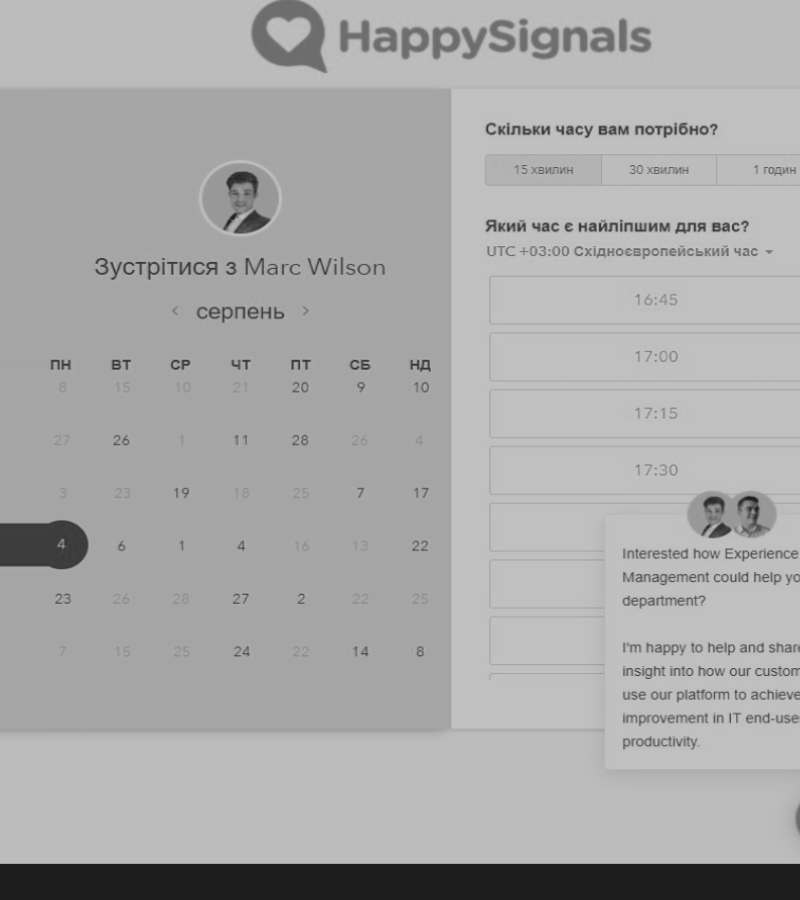 HappySignals
Зустрітися з Marc Wilson
серпень
ПН ВТ СР ЧТ ПТ СБ НД
8 15 10 21 20 9 10
27 26 1 11 28 26 4
3 23 19 18 25 7 17
4 6 1 4 16 13 22
23 26 28 27 2 22 25
7 15 25 24 22 14 8
Скільки часу вам потрібно?
15 хвилин 30 хвилин 1 годин
Який час є найліпшим для вас?
UTC +03:00 Східноєвропейський час
16:45
17:00
17:15
17:30
Interested how Experience
Management could help yo
department?
I'm happy to help and share
insight into how our custom
use our platform to achieve
improvement in IT end-use
productivity.